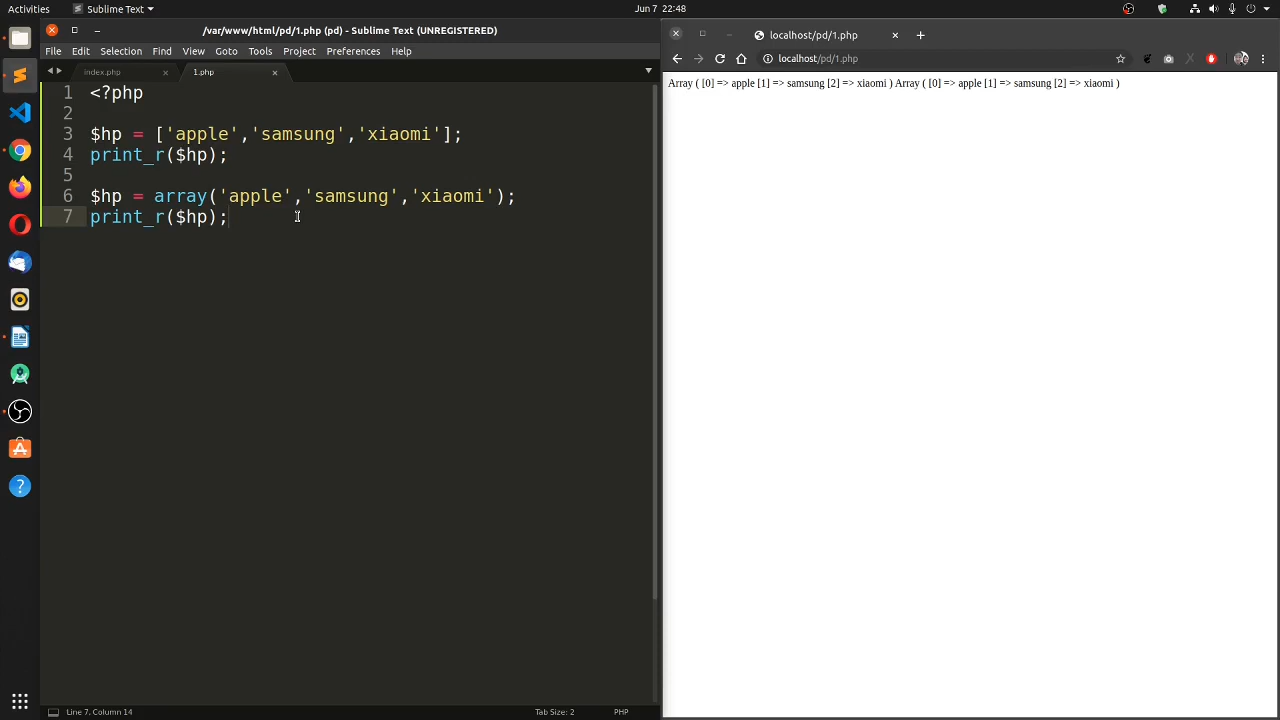 Activities
Sublime Text
Jun 7 22:48
/var/www/html/pd/1.php (pd) - Sublime Text (UNREGISTERED)
File Edit Selection Find View Goto Tools Project Preferences Help
index.php
1.php
1 <?php
2
3 $hp = ['apple','samsung','xiaomi'];
4 print_r($hp);
5
6 $hp = array('apple','samsung','xiaomi');
7 print_r($hp);
Line 7, Column 14
Tab Size: 2
PHP
localhost/pd/1.php
localhost/pd/1.php
Array ( [0] => apple [1] => samsung [2] => xiaomi ) Array ( [0] => apple [1] => samsung [2] => xiaomi )